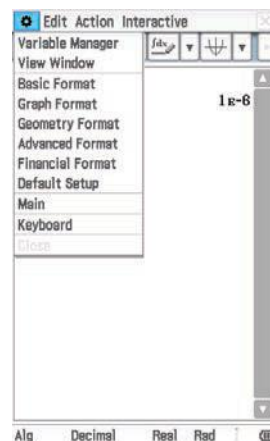 Edit Action Interactive
Variable Manager
View Window
Basic Format
Graph Format
Geometry Format
Advanced Format
Financial Format
Default Setup
Main
Keyboard
Close
1ᴇ-6
Alg Decimal Real Rad